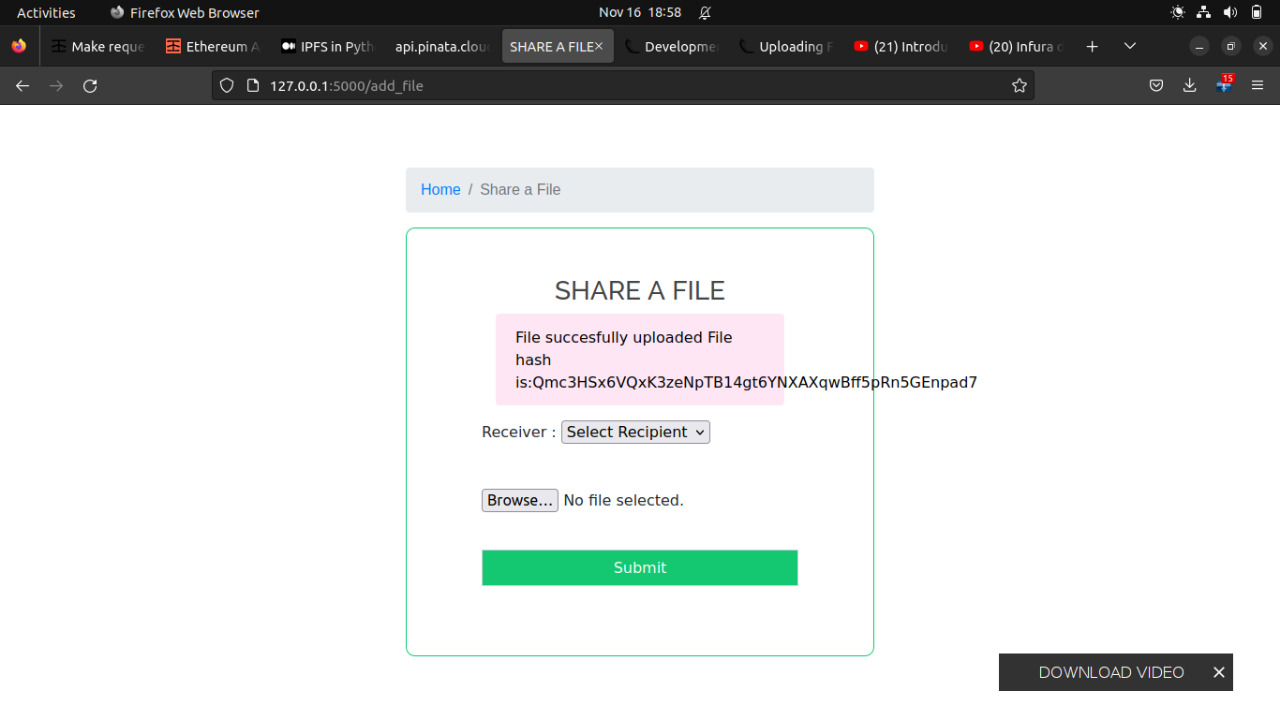 Activities Firefox Web Browser Nov 16 18:58
Make reque Ethereum A IPFS in Pyth api.pinata.clou SHARE A FILE Developme Uploading F (21) Introdu (20) Infura
127.0.0.1:5000/add_file 15
Home / Share a File
SHARE A FILE
File succesfully uploaded File
hash
is:Qmc3HSx6VQxK3zeNpTB14gt6YNXAXqwBff5pRn5GEnpad7
Receiver : Select Recipient
Browse... No file selected.
Submit
DOWNLOAD VIDEO